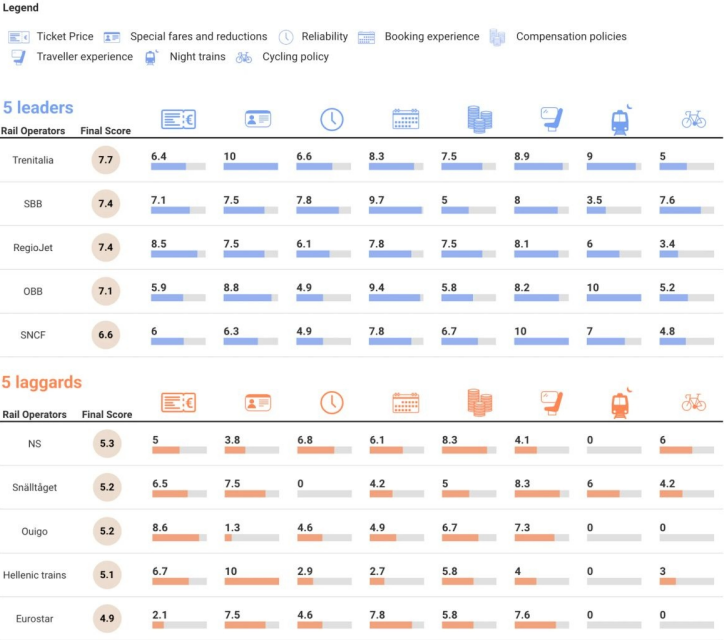 Legend
Ticket Price Special fares and reductions Reliability Booking experience Compensation policies
Traveller experience Night trains Cycling policy
5 leaders
Rail Operators Final Score
Trenitalia 7.7 6.4 10 6.6 8.3 7.5 8.9 9 5
SBB 7.4 7.1 7.5 7.8 9.7 5 8 3.5 7.6
RegioJet 7.4 8.5 7.5 6.1 7.8 7.5 8.1 6 3.4
OBB 7.1 5.9 8.8 4.9 9.4 5.8 8.2 10 5.2
SNCF 6.6 6 6.3 4.9 7.8 6.7 10 7 4.8
5 laggards
Rail Operators Final Score
NS 5.3 5 3.8 6.8 6.1 8.3 4.1 0 6
Snälltåget 5.2 6.5 7.5 0 4.2 5 8.3 6 4.2
Ouigo 5.2 8.6 1.3 4.6 4.9 6.7 7.3 0 0
Hellenic trains 5.1 6.7 10 2.9 2.7 5.8 4 0 3
Eurostar 4.9 2.1 7.5 4.6 7.8 5.8 7.6 0 0